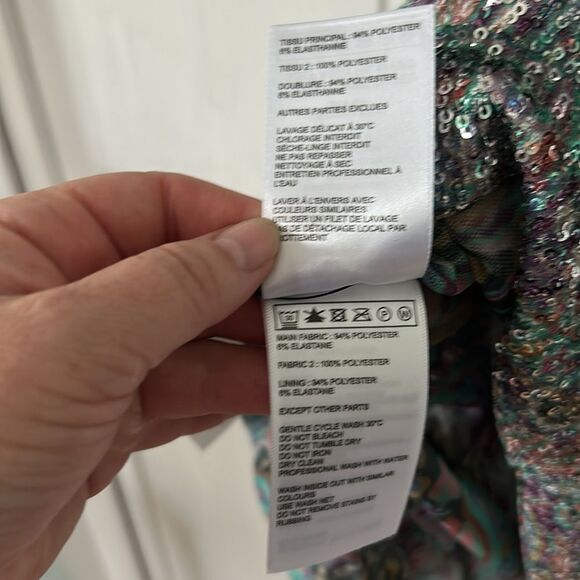 TISSU PRINCIPAL : 94% POLYESTER
6% ELASTHANNE
TISSU 2 : 100% POLYESTER
DOUBLURE : 94% POLYESTER
6% ELASTHANNE
AUTRES PARTIES EXCLUES
LAVAGE DÉLICAT À 30°C
CHLORAGE INTERDIT
SÈCHE-LINGE INTERDIT
NE PAS REPASSER
NETTOYAGE À SEC
ENTRETIEN PROFESSIONNEL À
L'EAU
LAVER À L'ENVERS AVEC
COULEURS SIMILAIRES
UTILISER UN FILET DE LAVAGE
PAS DE DÉTACHAGE LOCAL PAR
FROTTEMENT
30 P W
MAIN FABRIC : 94% POLYESTER
6% ELASTANE
FABRIC 2 : 100% POLYESTER
LINING : 94% POLYESTER
6% ELASTANE
EXCEPT OTHER PARTS
GENTLE CYCLE WASH 30°C
DO NOT BLEACH
DO NOT TUMBLE DRY
DO NOT IRON
DRY CLEAN
PROFESSIONAL WASH WITH WATER
WASH INSIDE OUT WITH SIMILAR
COLOURS
USE WASH NET
DO NOT REMOVE STAINS BY
RUBBING